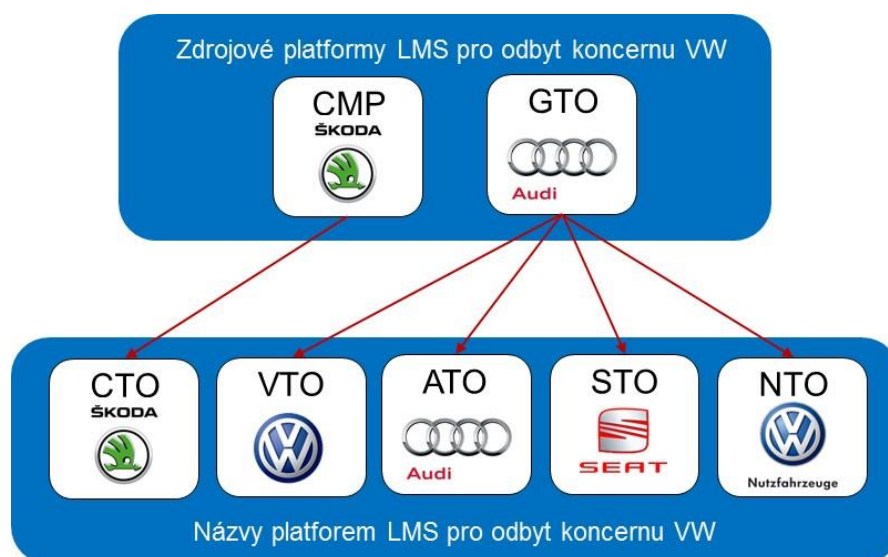 Zdrojové platformy LMS pro odbyt koncernu VW
CMP
ŠKODA
GTO
Audi
CTO
ŠKODA
VTO
ATO
Audi
STO
SEAT
NTO
Nutzfahrzeuge
Názvy platforem LMS pro odbyt koncernu VW